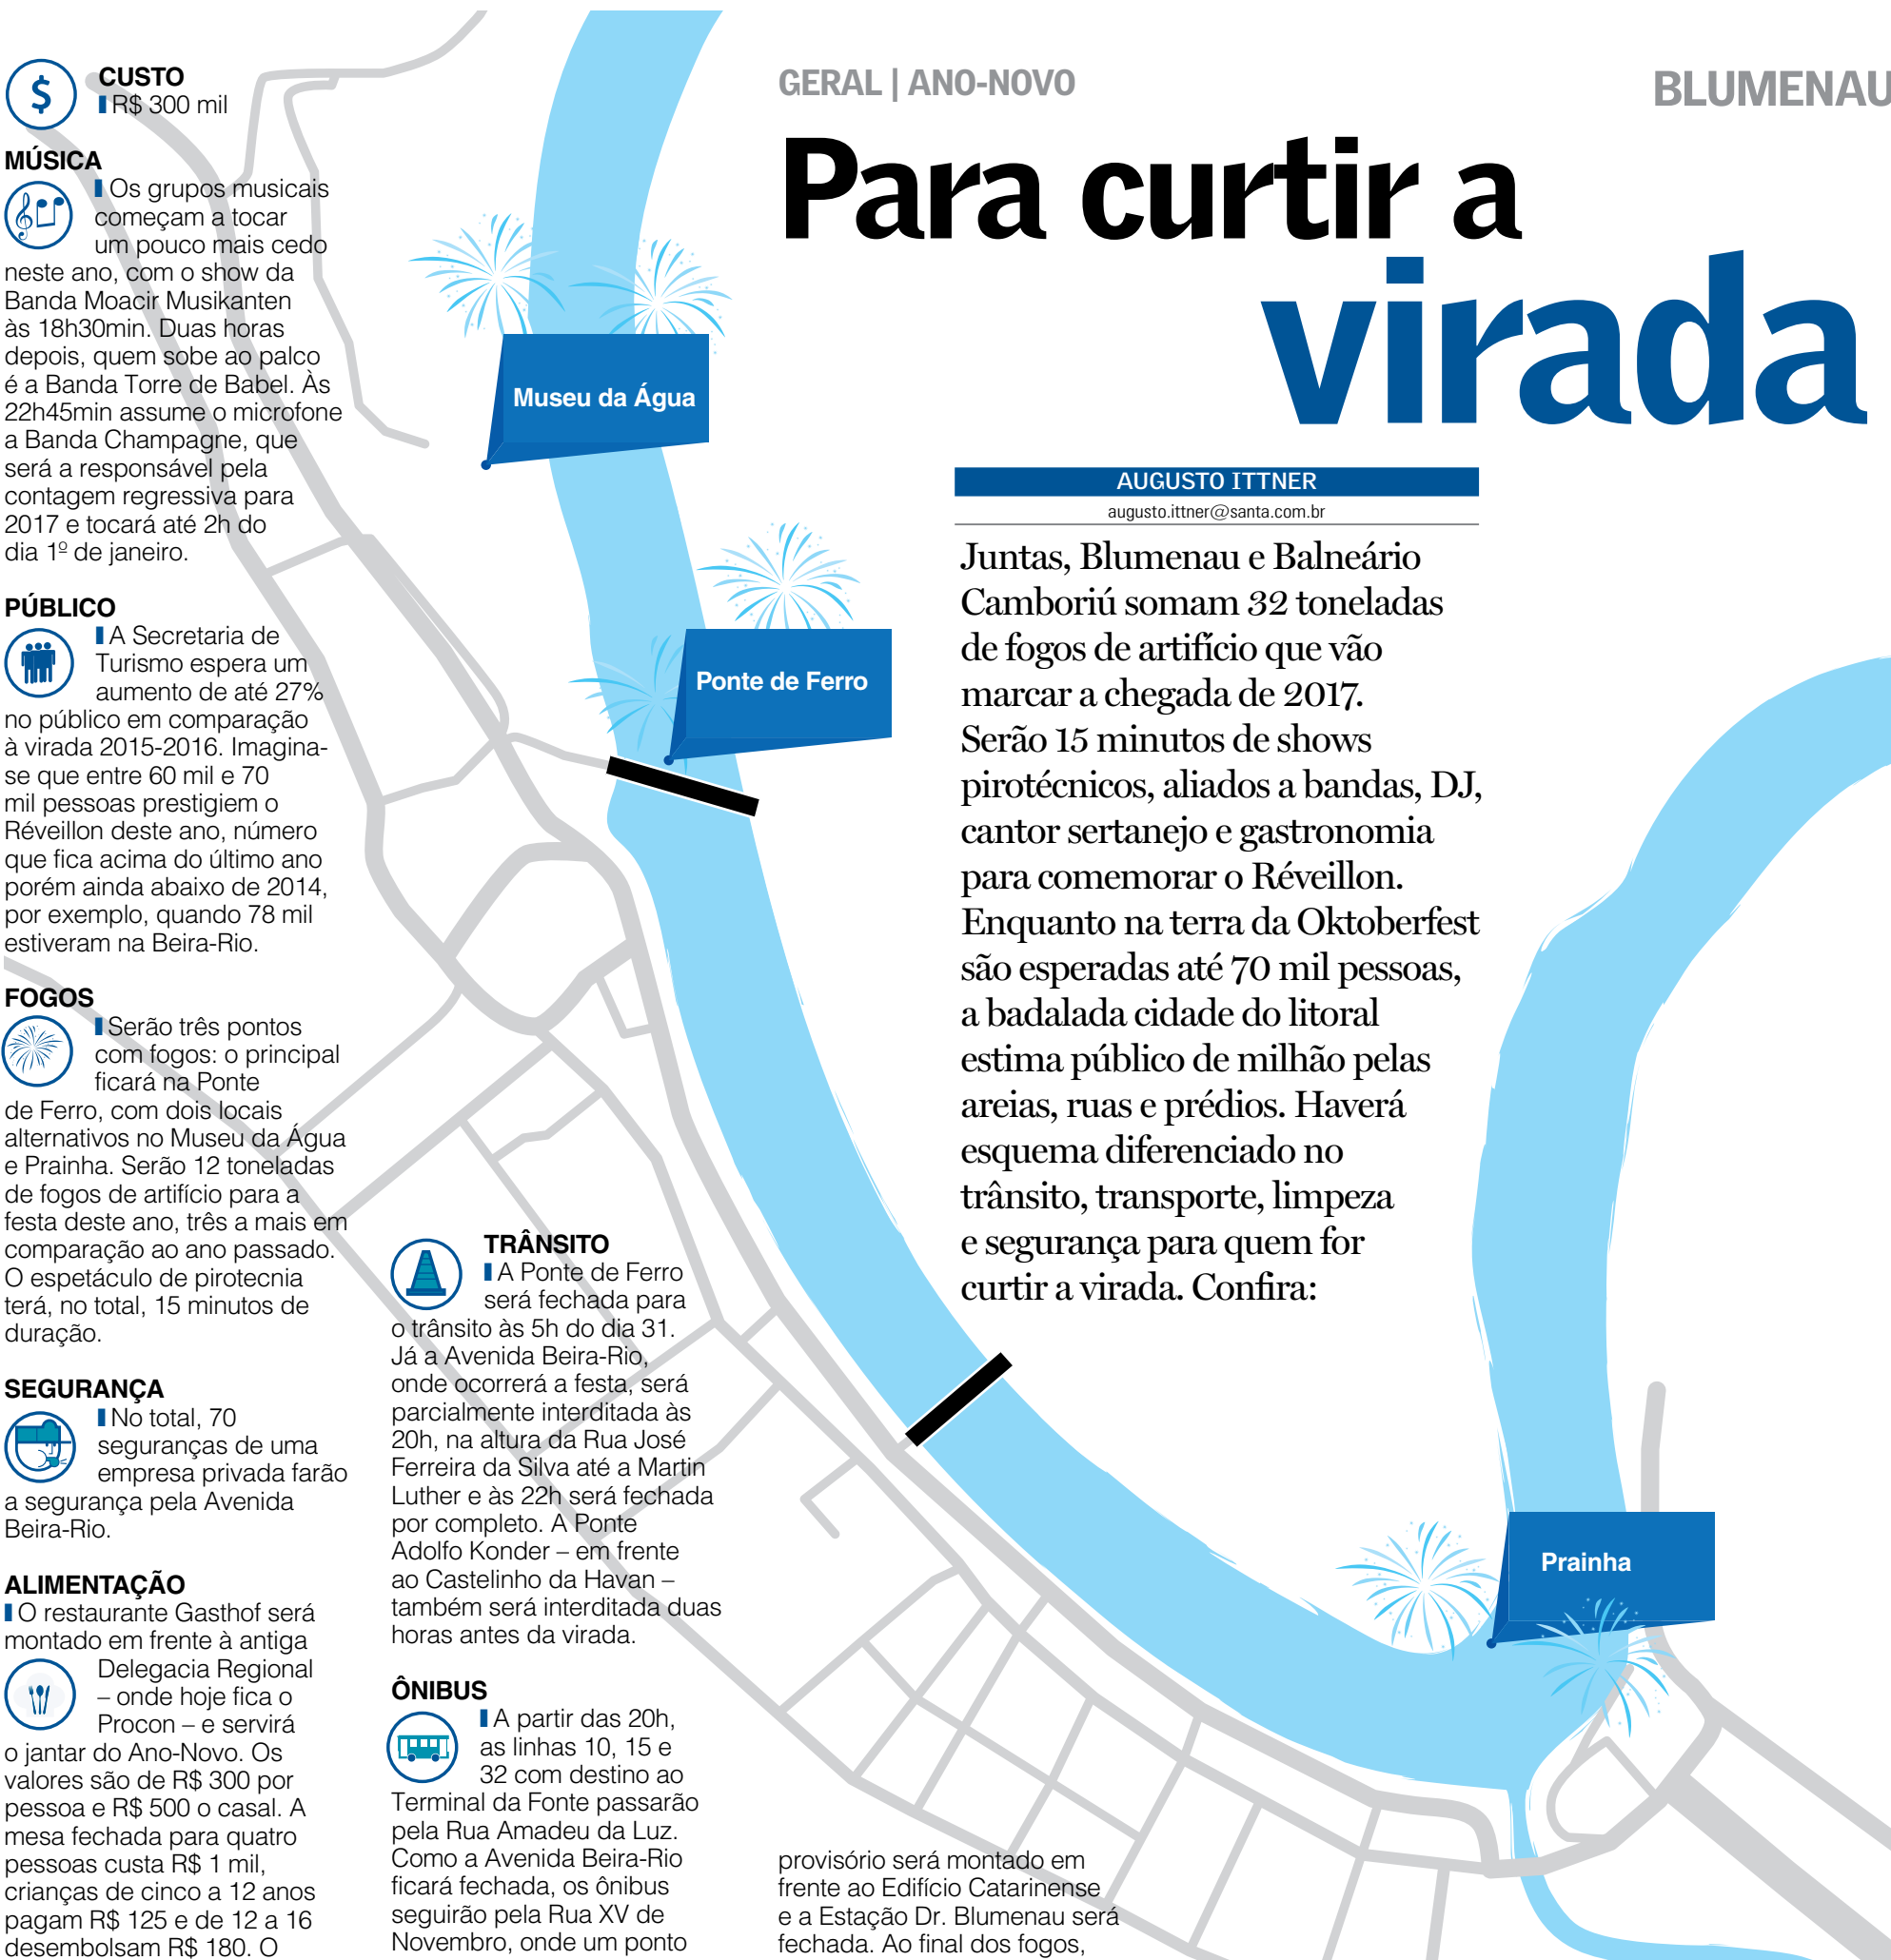 GERAL | ANO-NOVO
BLUMENAU
Para curtir a
virada
AUGUSTO ITTNER
augusto.ittner@santa.com.br
Juntas, Blumenau e Balneário
Camboriú somam 32 toneladas
de fogos de artifício que vão
marcar a chegada de 2017.
Serão 15 minutos de shows
pirotécnicos, aliados a bandas, DJ,
cantor sertanejo e gastronomia
para comemorar o Réveillon.
Enquanto na terra da Oktoberfest
são esperadas até 70 mil pessoas,
a badalada cidade do litoral
estima público de milhão pelas
areias, ruas e prédios. Haverá
esquema diferenciado no
trânsito, transporte, limpeza
e segurança para quem for
curtir a virada. Confira:
CUSTO
R$ 300 mil
MÚSICA
Os grupos musicais
começam a tocar
um pouco mais cedo
neste ano, com o show da
Banda Moacir Musikanten
às 18h30min. Duas horas
depois, quem sobe ao palco
é a Banda Torre de Babel. Às
22h45min assume o microfone
a Banda Champagne, que
será a responsável pela
contagem regressiva para
2017 e tocará até 2h do
dia 1º de janeiro.
PÚBLICO
A Secretaria de
Turismo espera um
aumento de até 27%
no público em comparação
à virada 2015-2016. Imagina-
se que entre 60 mil e 70
mil pessoas prestigiem o
Réveillon deste ano, número
que fica acima do último ano
porém ainda abaixo de 2014,
por exemplo, quando 78 mil
estiveram na Beira-Rio.
FOGOS
Serão três pontos
com fogos: o principal
ficará na Ponte
de Ferro, com dois locais
alternativos no Museu da Água
e Prainha. Serão 12 toneladas
de fogos de artifício para a
festa deste ano, três a mais em
comparação ao ano passado.
O espetáculo de pirotecnia
terá, no total, 15 minutos de
duração.
SEGURANÇA
No total, 70
seguranças de uma
empresa privada farão
a segurança pela Avenida
Beira-Rio.
ALIMENTAÇÃO
O restaurante Gasthof será
montado em frente à antiga
Delegacia Regional
– onde hoje fica o
Procon – e servirá
o jantar do Ano-Novo. Os
valores são de R$ 300 por
pessoa e R$ 500 o casal. A
mesa fechada para quatro
pessoas custa R$ 1 mil,
crianças de cinco a 12 anos
pagam R$ 125 e de 12 a 16
desembolsam R$ 180. O
TRÂNSITO
A Ponte de Ferro
será fechada para
o trânsito às 5h do dia 31.
Já a Avenida Beira-Rio,
onde ocorrerá a festa, será
parcialmente interditada às
20h, na altura da Rua José
Ferreira da Silva até a Martin
Luther e às 22h será fechada
por completo. A Ponte
Adolfo Konder – em frente
ao Castelinho da Havan –
também será interditada duas
horas antes da virada.
ÔNIBUS
A partir das 20h,
as linhas 10, 15 e
32 com destino ao
Terminal da Fonte passarão
pela Rua Amadeu da Luz.
Como a Avenida Beira-Rio
ficará fechada, os ônibus
seguirão pela Rua XV de
Novembro, onde um ponto
provisório será montado em
frente ao Edifício Catarinense
e a Estação Dr. Blumenau será
fechada. Ao final dos fogos,
Museu da Água
Ponte de Ferro
Prainha